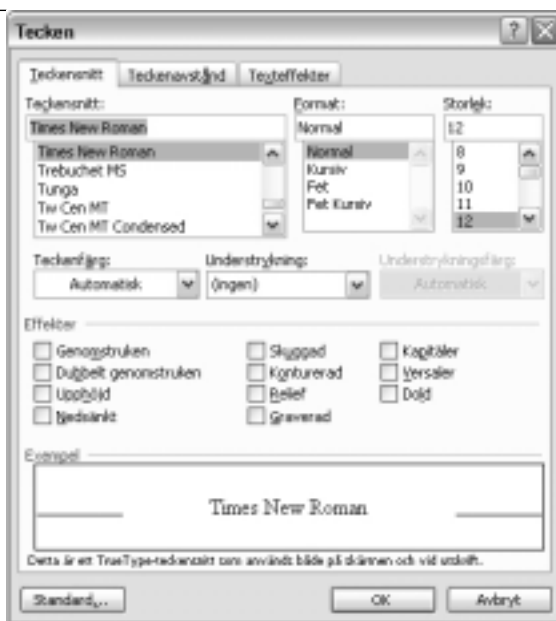 Tecken
Teckensnitt Teckenavstånd Texteffekter
Teckensnitt: Format: Storlek:
Times New Roman Normal 12
Times New Roman Normal 8
Trebuchet MS Kursiv 9
Tunga Fet 10
Tw Cen MT Fet Kursiv 11
Tw Cen MT Condensed 12
Teckenfärg: Understrykning: Understrykningsfärg:
Automatisk (ingen) Automatisk
Effekter
Genomstruken Skuggad Kapitäler
Dubbelt genomstruken Konturerad Versaler
Upphöjd Relief Dold
Nedsänkt Graverad
Exempel
Times New Roman
Detta är ett TrueType-teckensnitt som används både på skärmen och vid utskrift.
Standard... OK Avbryt